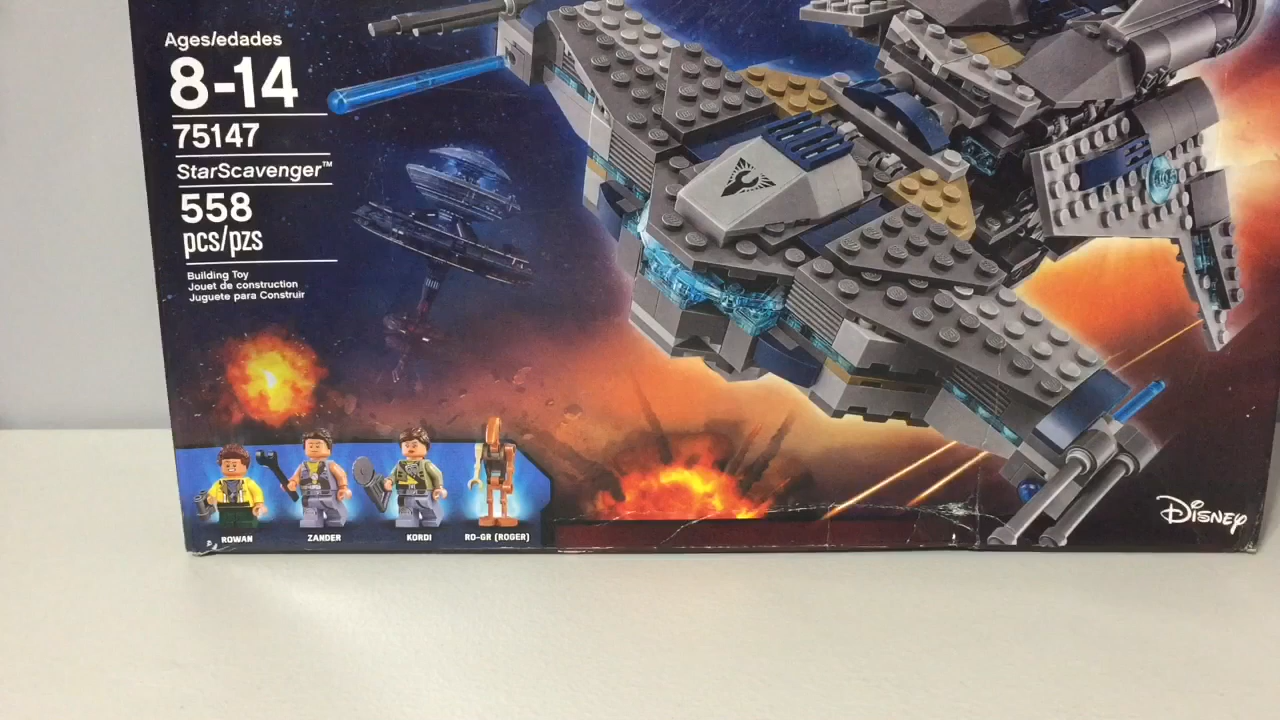 Ages/edades
8-14
75147
StarScavenger™
558
pcs/pzs
Building Toy
Jouet de construction
Juguete para Construir
ROWAN
ZANDER
KORDI
RO-GR (ROGER)
Disney